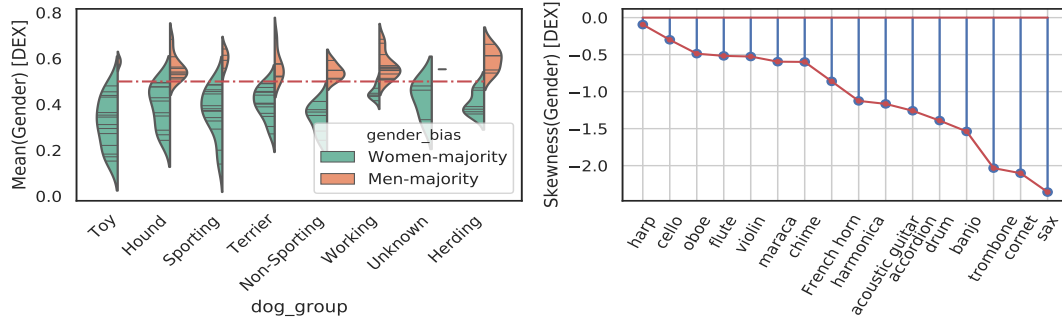 Mean(Gender) [DEX]
0.8
0.6
0.4
0.2
0.0
gender_bias
Women-majority
Men-majority
Toy
Hound
Sporting
Terrier
Non-Sporting
Working
Unknown
Herding
dog_group
Skewness(Gender) [DEX]
0.0
−0.5
−1.0
−1.5
−2.0
harp
cello
oboe
flute
violin
maraca
chime
French horn
harmonica
acoustic guitar
accordion
drum
banjo
trombone
cornet
sax